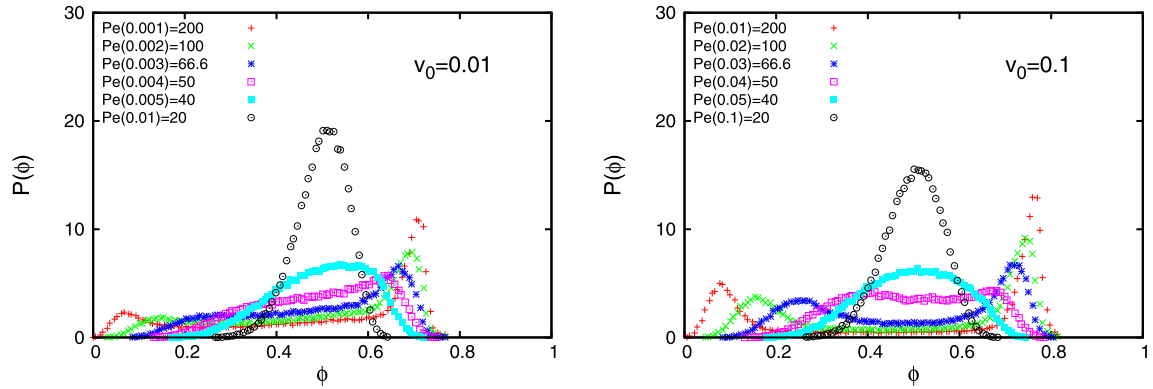 30
20
10
0
P(ϕ)
Pe(0.001)=200
Pe(0.002)=100
Pe(0.003)=66.6
Pe(0.004)=50
Pe(0.005)=40
Pe(0.01)=20
v₀=0.01
0 0.2 0.4 0.6 0.8 1
ϕ
30
20
10
0
P(ϕ)
Pe(0.01)=200
Pe(0.02)=100
Pe(0.03)=66.6
Pe(0.04)=50
Pe(0.05)=40
Pe(0.1)=20
v₀=0.1
0 0.2 0.4 0.6 0.8 1
ϕ